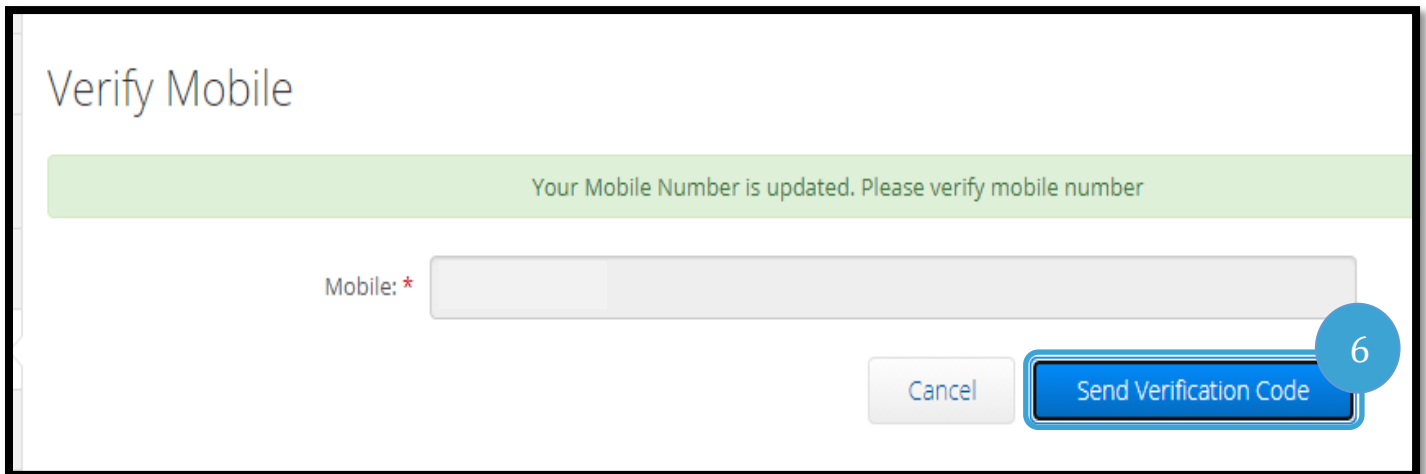 Verify Mobile
Your Mobile Number is updated. Please verify mobile number
Mobile: *
6
Cancel
Send Verification Code